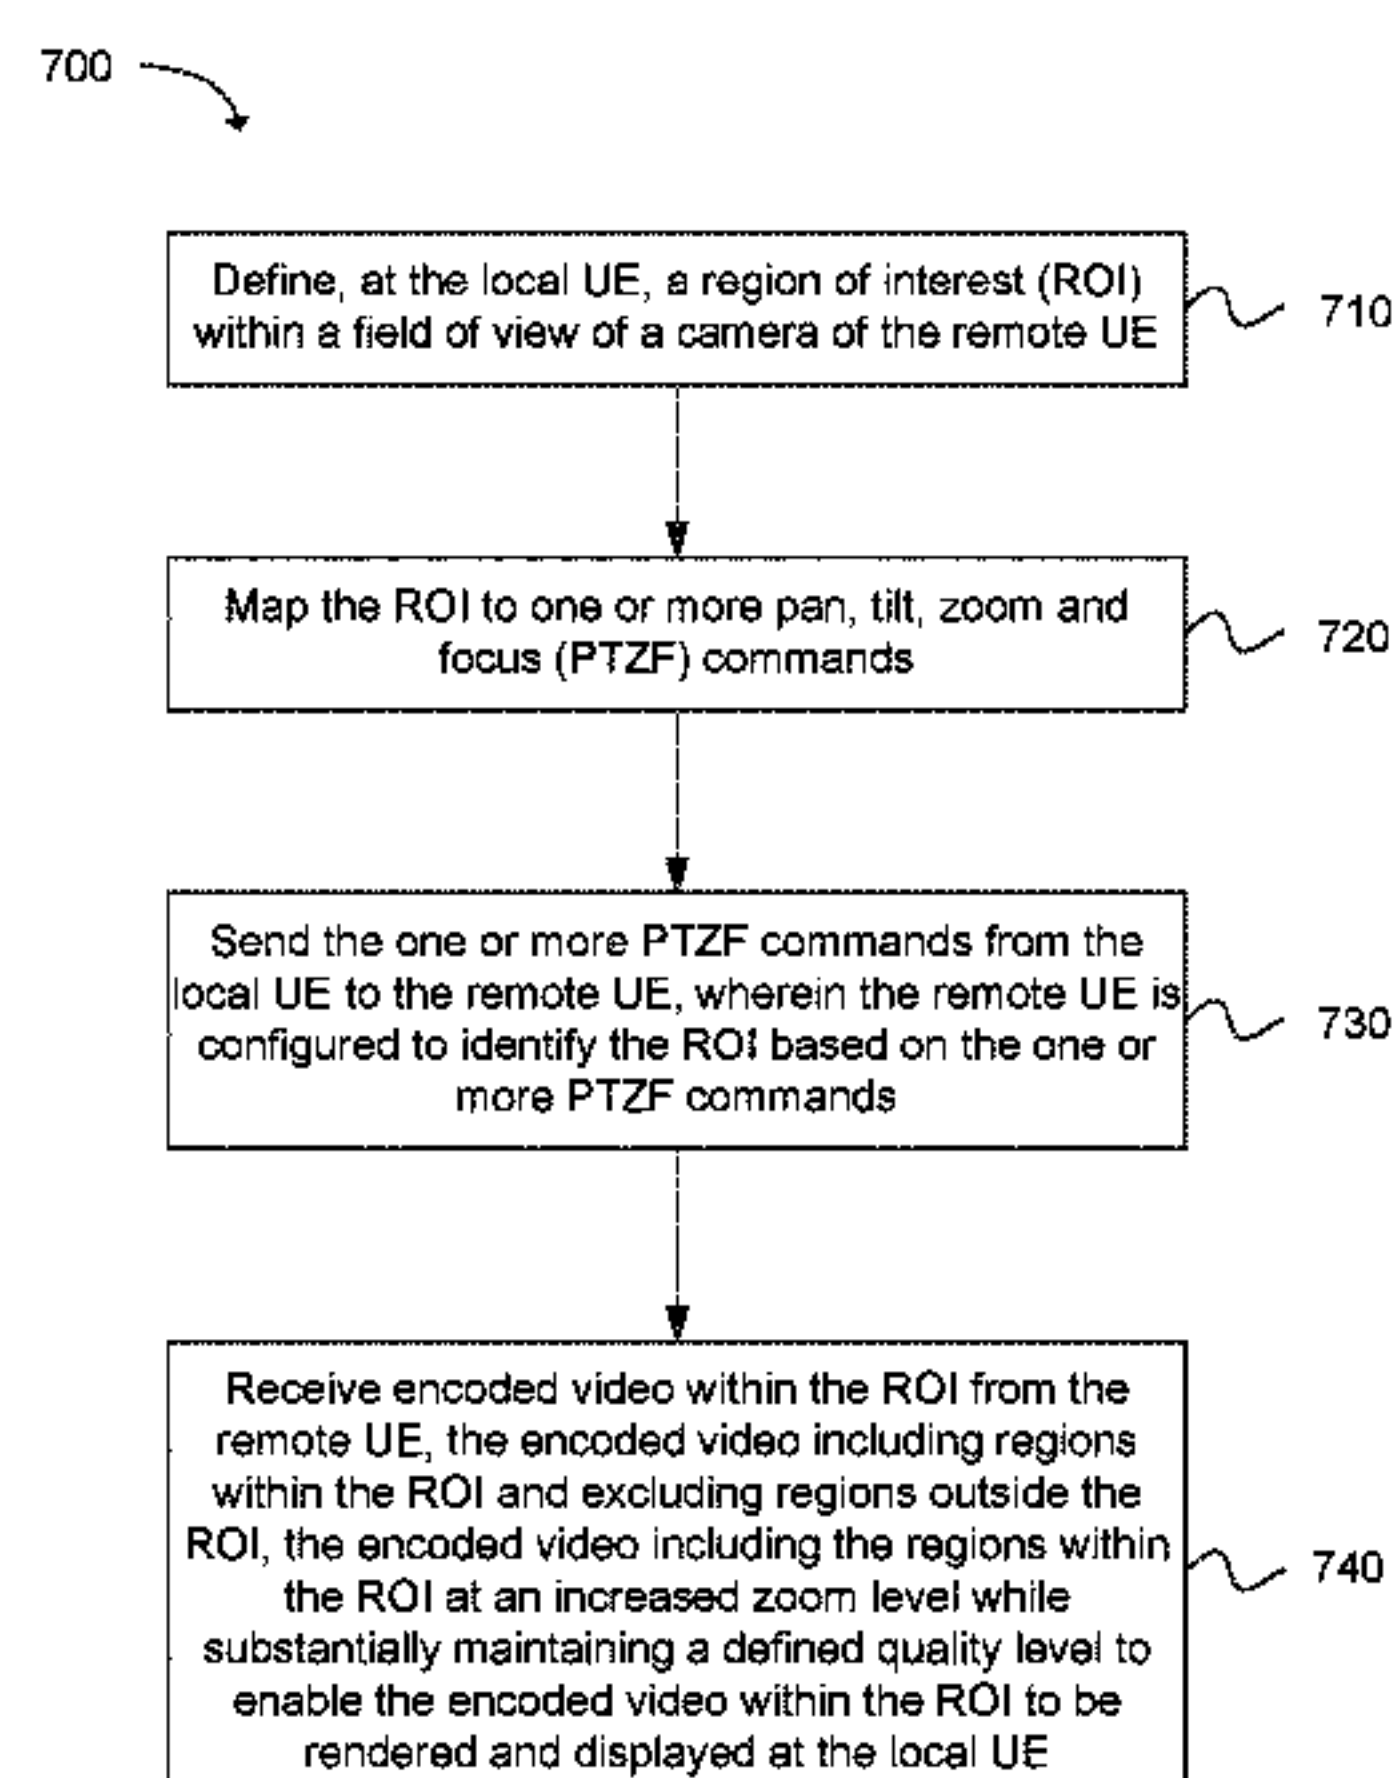 700
Define, at the local UE, a region of interest (ROI)
within a field of view of a camera of the remote UE
710
Map the ROI to one or more pan, tilt, zoom and
focus (PTZF) commands
720
Send the one or more PTZF commands from the
local UE to the remote UE, wherein the remote UE is
configured to identify the ROI based on the one or
more PTZF commands
730
Receive encoded video within the ROI from the
remote UE, the encoded video including regions
within the ROI and excluding regions outside the
ROI, the encoded video including the regions within
the ROI at an increased zoom level while
substantially maintaining a defined quality level to
enable the encoded video within the ROI to be
rendered and displayed at the local UE
740